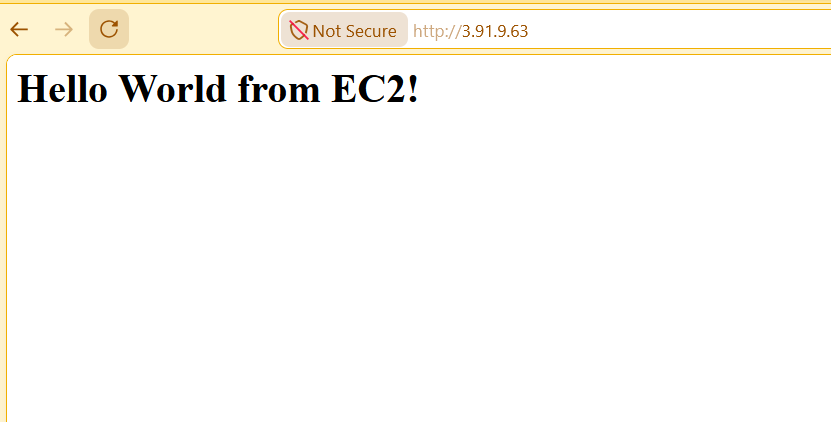 Not Secure http://3.91.9.63
Hello World from EC2!